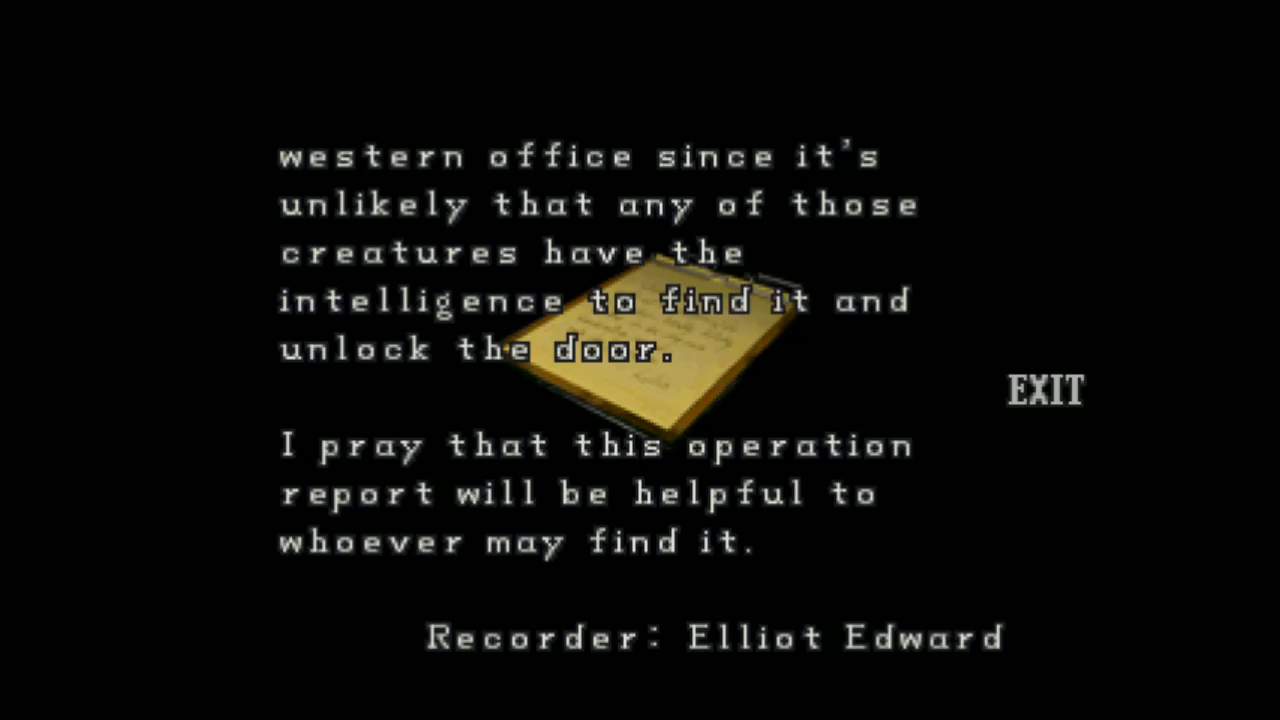 western office since it's
unlikely that any of those
creatures have the
intelligence to find it and
unlock the door.
EXIT
I pray that this operation
report will be helpful to
whoever may find it.
Recorder: Elliot Edward